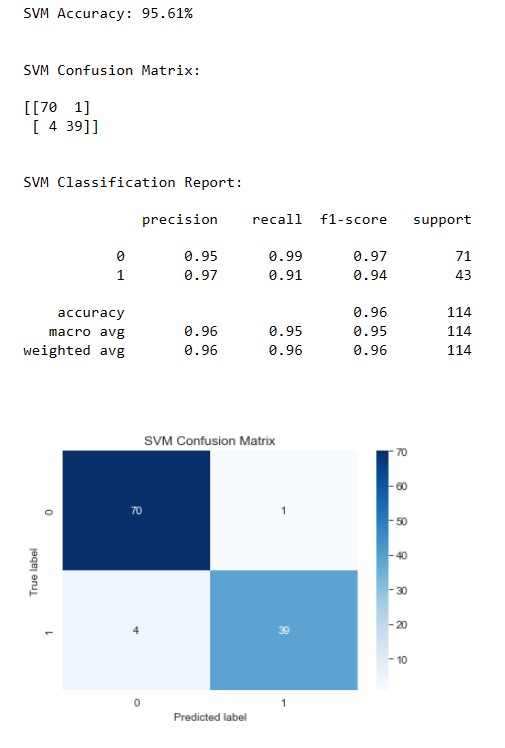 SVM Accuracy: 95.61%
SVM Confusion Matrix:
[[70  1]
 [ 4 39]]
SVM Classification Report:
precision recall f1-score support
0 0.95 0.99 0.97 71
1 0.97 0.91 0.94 43
accuracy 0.96 114
macro avg 0.96 0.95 0.95 114
weighted avg 0.96 0.96 0.96 114
SVM Confusion Matrix
70
60
50
40
30
20
10
True label
0
1
70 1
4 39
0 1
Predicted label